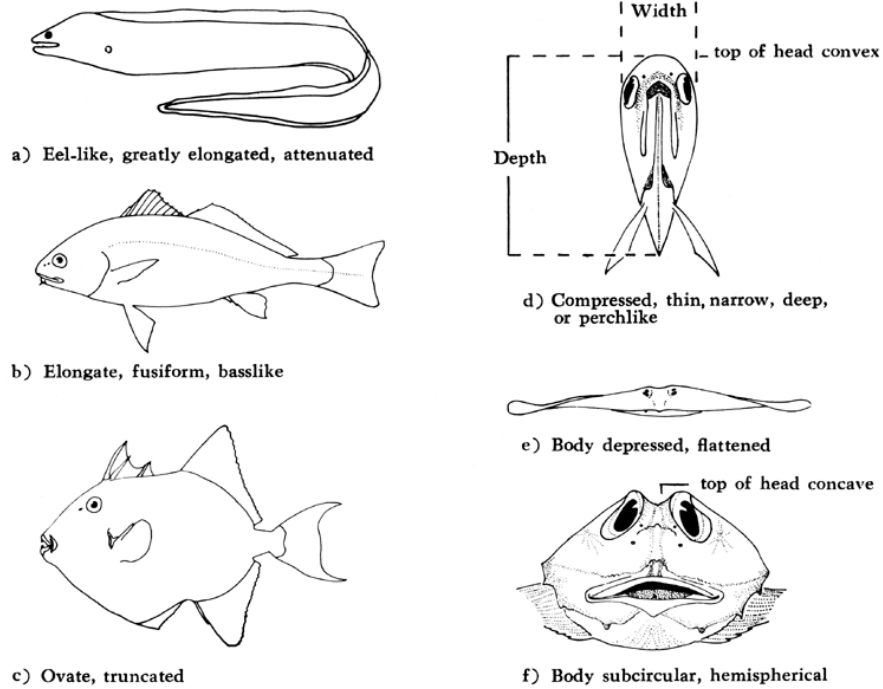 a) Eel-like, greatly elongated, attenuated
b) Elongate, fusiform, basslike
c) Ovate, truncated
Width
top of head convex
Depth
d) Compressed, thin, narrow, deep,
or perchlike
e) Body depressed, flattened
top of head concave
f) Body subcircular, hemispherical